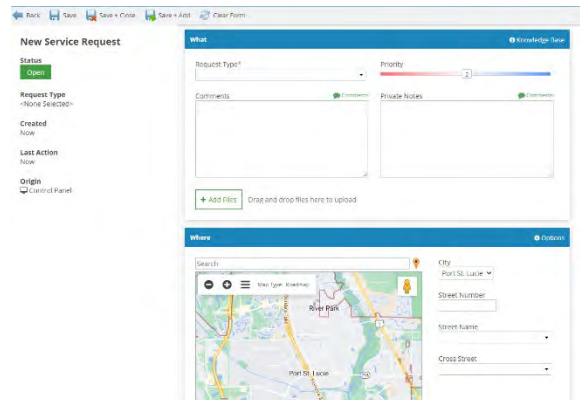 Back Save Save + Close Save + Add Clear Form
New Service Request
Status
Open
Request Type
<None Selected>
Created
Now
Last Action
Now
Origin
Control Panel
What Knowledge Base
Request Type* Priority
2
Comments Comments Private Notes Comments
+ Add Files Drag and drop files here to upload
Where Options
Search
Map Type: Roadmap
River Park
Port St. Lucie
City
Port St. Lucie
Street Number
Street Name
Cross Street